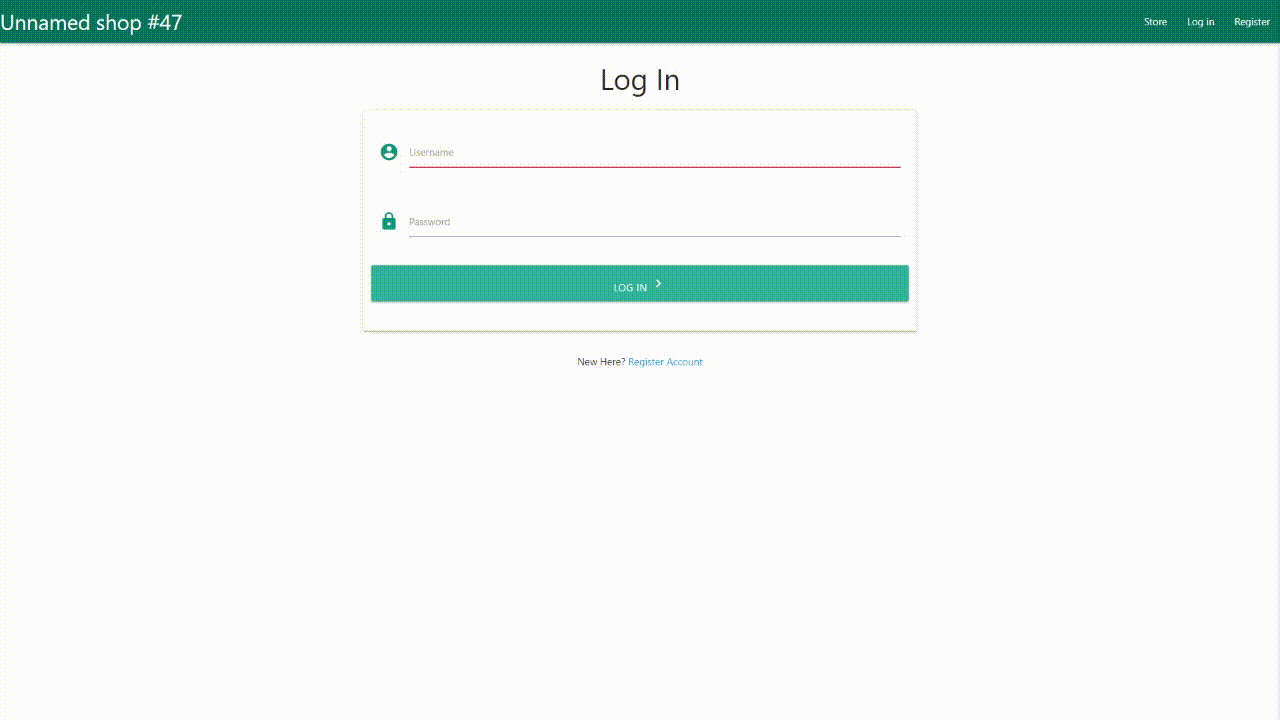 Unnamed shop #47
Store Log in Register
Log In
Username
Password
LOG IN
New Here? Register Account